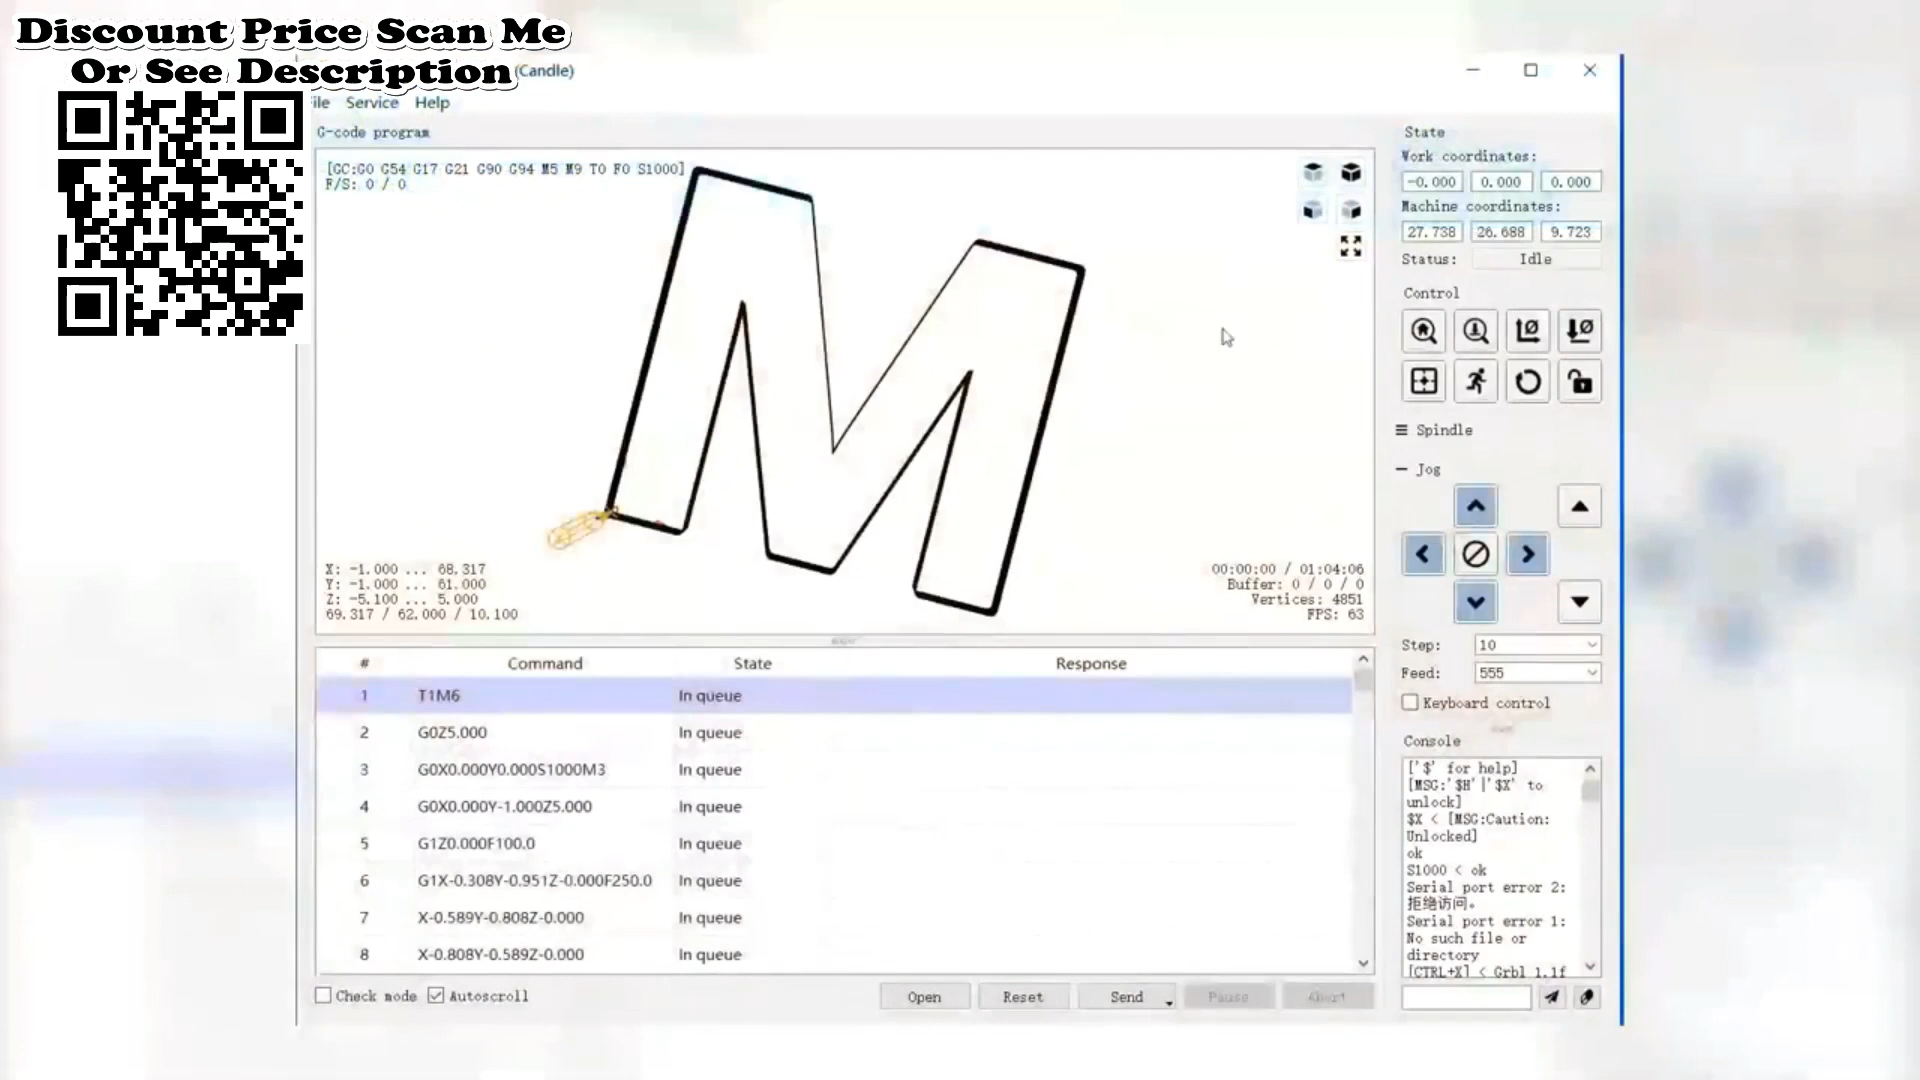 Discount Price Scan Me
Or See Description
(Candle)
File Service Help
G-code program
[GC:G0 G54 G17 G21 G90 G94 M5 M9 T0 F0 S1000]
F/S: 0 / 0
X: -1.000 ... 68.317
Y: -1.000 ... 61.000
Z: -5.100 ... 5.000
69.317 / 62.000 / 10.100
00:00:00 / 01:04:06
Buffer: 0 / 0 / 0
Vertices: 4851
FPS: 63
# Command State Response
1 T1M6 In queue
2 G0Z5.000 In queue
3 G0X0.000Y0.000S1000M3 In queue
4 G0X0.000Y-1.000Z5.000 In queue
5 G1Z0.000F100.0 In queue
6 G1X-0.308Y-0.951Z-0.000F250.0 In queue
7 X-0.589Y-0.808Z-0.000 In queue
8 X-0.808Y-0.589Z-0.000 In queue
Check mode Autoscroll
Open Reset Send Pause Abort
State
Work coordinates:
-0.000 0.000 0.000
Machine coordinates:
27.738 26.688 9.723
Status: Idle
Control
Spindle
Jog
Step: 10
Feed: 555
Keyboard control
Console
['$' for help]
[MSG:'$H'|'$X' to
unlock]
$X < [MSG:Caution:
Unlocked]
ok
S1000 < ok
Serial port error 2:
拒绝访问。
Serial port error 1:
No such file or
directory
[CTRL+X] < Grbl 1.1f